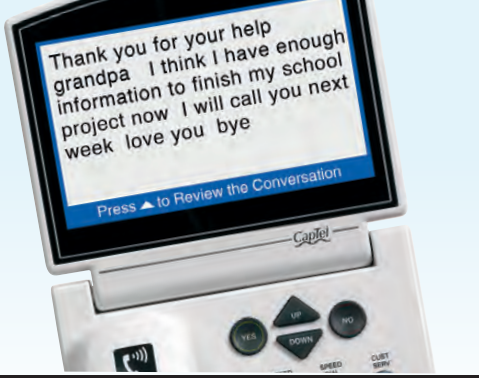 Thank you for your help
grandpa I think I have enough
information to finish my school
project now I will call you next
week love you bye
Press ▲ to Review the Conversation
CapTel
YES
UP
NO
DOWN
SPEED
CUST
SERV